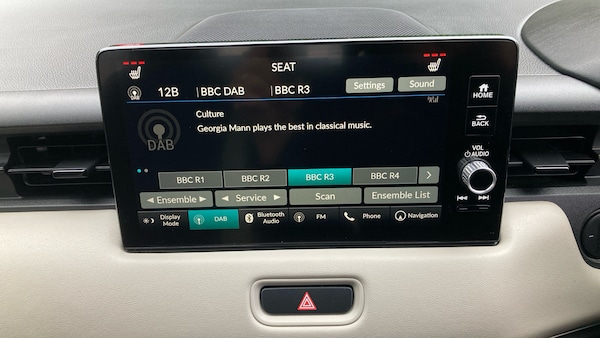 SEAT
DAB 12B |BBC DAB |BBC R3 Settings Sound
Culture
Georgia Mann plays the best in classical music.
DAB
BBC R1 BBC R2 BBC R3 BBC R4 >
◄ Ensemble ► ◄ Service ► Scan Ensemble List
Display Mode DAB Bluetooth Audio FM Phone Navigation
HOME
BACK
VOL
AUDIO